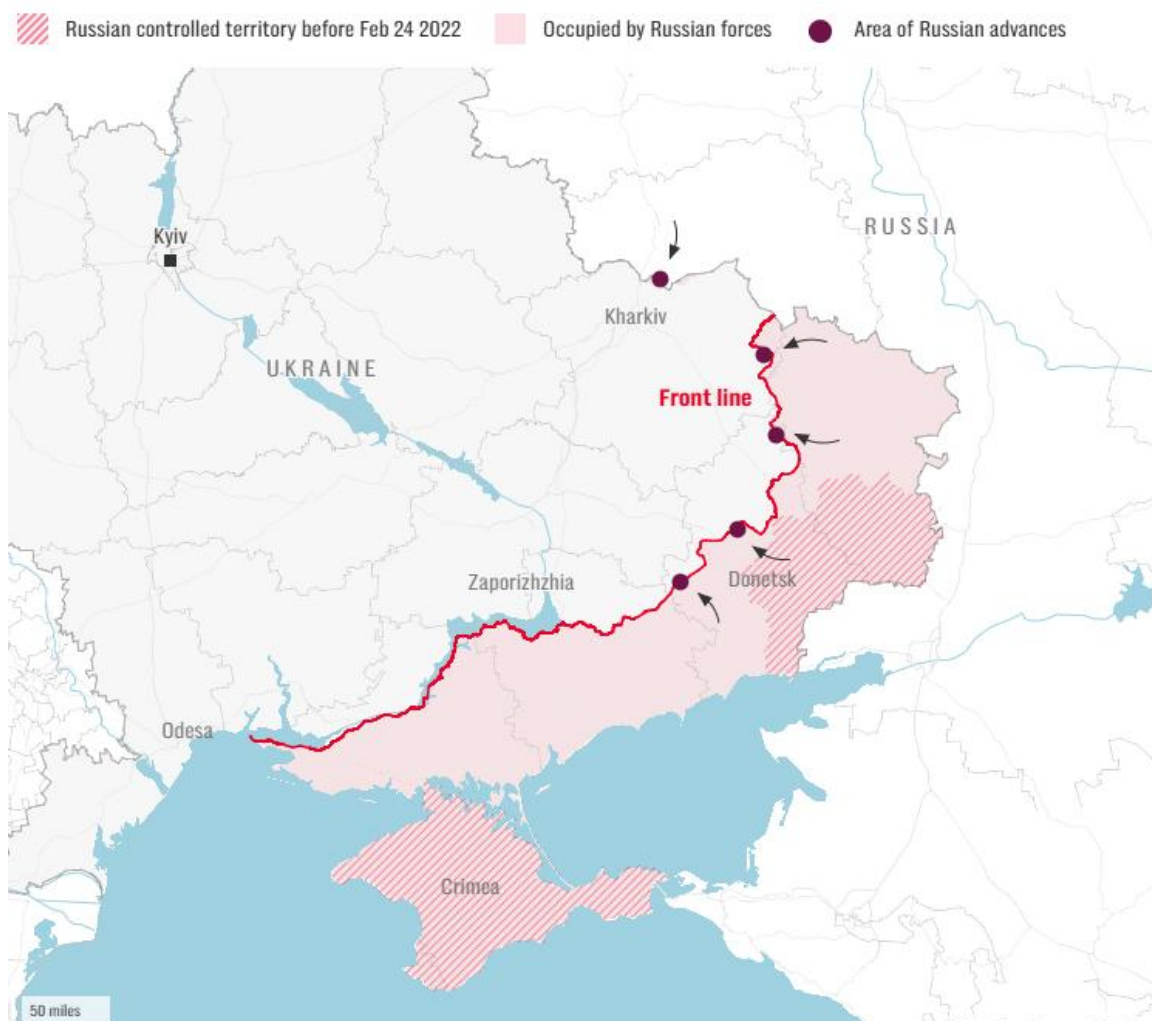 Russian controlled territory before Feb 24 2022
Occupied by Russian forces
Area of Russian advances
RUSSIA
Kyiv
Kharkiv
UKRAINE
Front line
Zaporizhzhia
Donetsk
Odesa
Crimea
50 miles